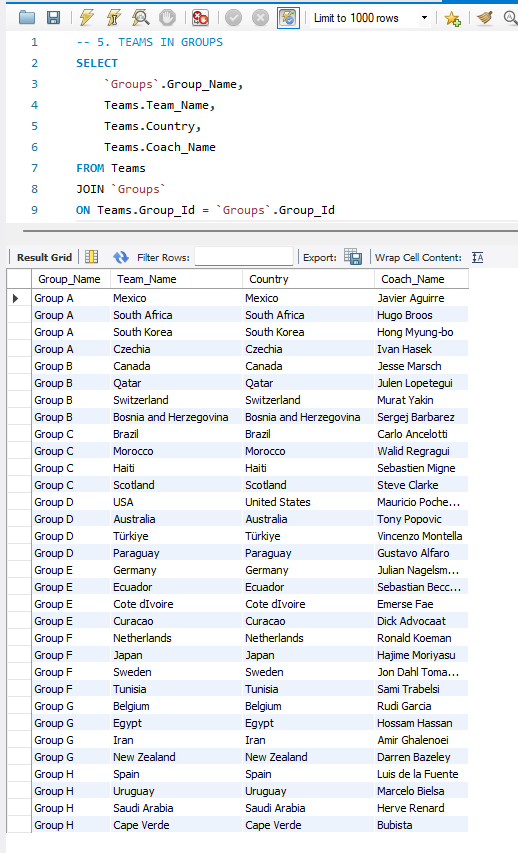 Limit to 1000 rows
1 -- 5. TEAMS IN GROUPS
2 SELECT
3 `Groups`.Group_Name,
4 Teams.Team_Name,
5 Teams.Country,
6 Teams.Coach_Name
7 FROM Teams
8 JOIN `Groups`
9 ON Teams.Group_Id = `Groups`.Group_Id
Result Grid Filter Rows: Export: Wrap Cell Content:
Group_Name Team_Name Country Coach_Name
Group A Mexico Mexico Javier Aguirre
Group A South Africa South Africa Hugo Broos
Group A South Korea South Korea Hong Myung-bo
Group A Czechia Czechia Ivan Hasek
Group B Canada Canada Jesse Marsch
Group B Qatar Qatar Julen Lopetegui
Group B Switzerland Switzerland Murat Yakin
Group B Bosnia and Herzegovina Bosnia and Herzegovina Sergej Barbarez
Group C Brazil Brazil Carlo Ancelotti
Group C Morocco Morocco Walid Regragui
Group C Haiti Haiti Sebastien Migne
Group C Scotland Scotland Steve Clarke
Group D USA United States Mauricio Poche...
Group D Australia Australia Tony Popovic
Group D Türkiye Türkiye Vincenzo Montella
Group D Paraguay Paraguay Gustavo Alfaro
Group E Germany Germany Julian Nagelsm...
Group E Ecuador Ecuador Sebastian Becc...
Group E Cote dIvoire Cote dIvoire Emerse Fae
Group E Curacao Curacao Dick Advocaat
Group F Netherlands Netherlands Ronald Koeman
Group F Japan Japan Hajime Moriyasu
Group F Sweden Sweden Jon Dahl Toma...
Group F Tunisia Tunisia Sami Trabelsi
Group G Belgium Belgium Rudi Garcia
Group G Egypt Egypt Hossam Hassan
Group G Iran Iran Amir Ghalenoei
Group G New Zealand New Zealand Darren Bazeley
Group H Spain Spain Luis de la Fuente
Group H Uruguay Uruguay Marcelo Bielsa
Group H Saudi Arabia Saudi Arabia Herve Renard
Group H Cape Verde Cape Verde Bubista